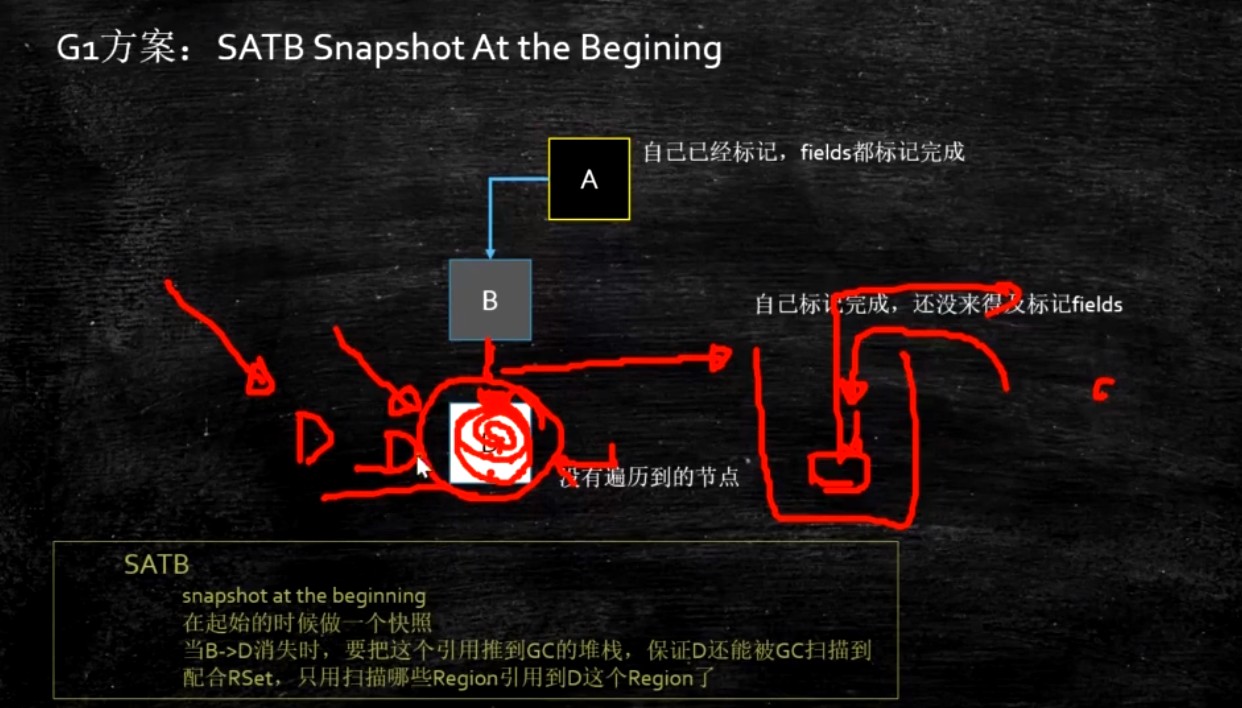 G1方案：SATB Snapshot At the Begining
A
自己已经标记，fields都标记完成
B
自己标记完成，还没来得及标记fields
D
D
D
没有遍历到的节点
SATB
snapshot at the beginning
在起始的时候做一个快照
当B->D消失时，要把这个引用推到GC的堆栈，保证D还能被GC扫描到
配合RSet，只用扫描哪些Region引用到D这个Region了